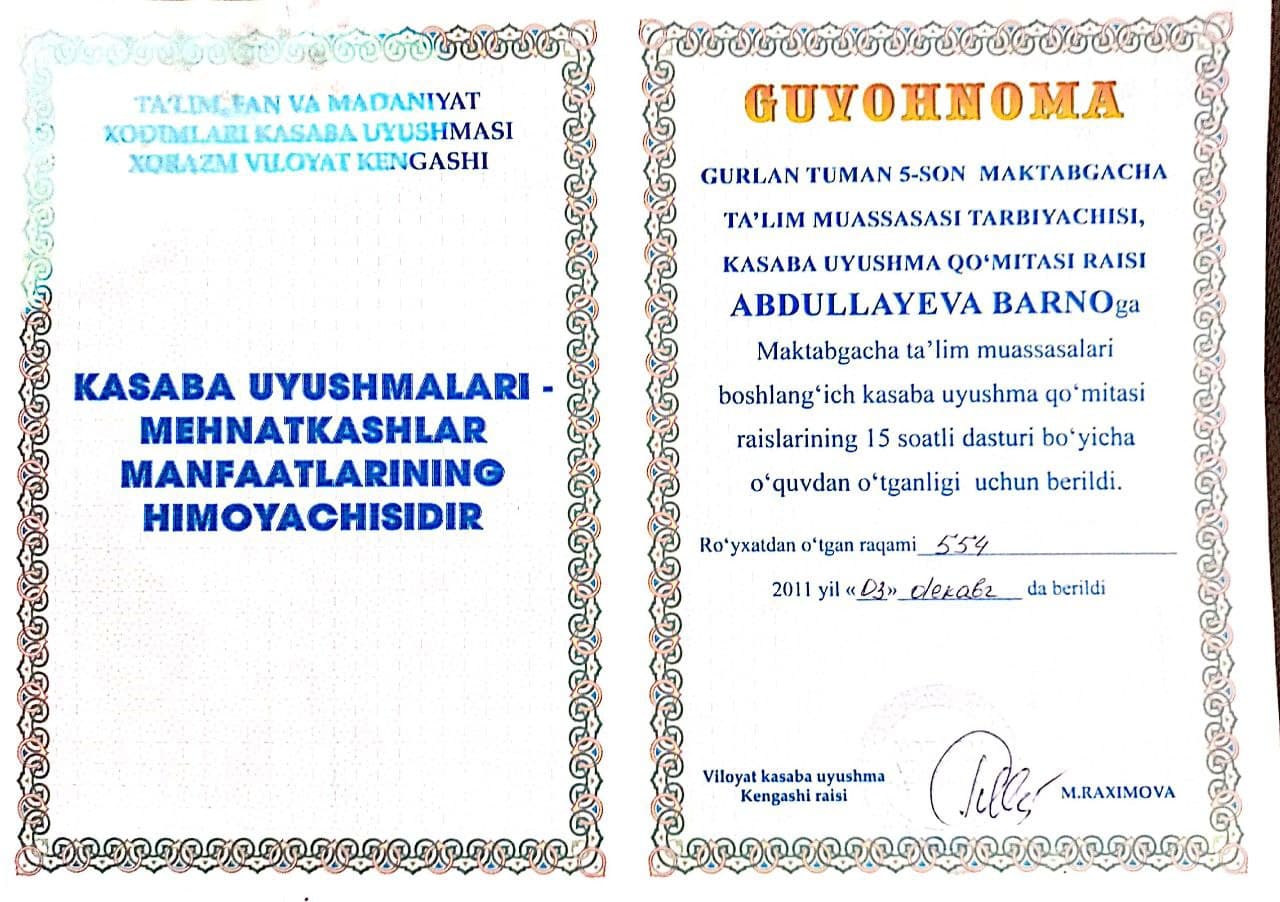 TA'LIM, FAN VA MADANIYAT
XODIMLARI KASABA UYUSHMASI
XORAZM VILOYAT KENGASHI
KASABA UYUSHMALARI -
MEHNATKASHLAR
MANFAATLARINING
HIMOYACHISIDIR
GUVOHNOMA
GURLAN TUMAN 5-SON MAKTABGACHA
TA’LIM MUASSASASI TARBIYACHISI,
KASABA UYUSHMA QO‘MITASI RAISI
ABDULLAYEVA BARNOga
Maktabgacha ta’lim muassasalari
boshlang‘ich kasaba uyushma qo‘mitasi
raislarining 15 soatli dasturi bo‘yicha
o‘quvdan o‘tganligi uchun berildi.
Ro‘yxatdan o‘tgan raqami 554
2011 yil «03» декабг da berildi
Viloyat kasaba uyushma
Kengashi raisi
M.RAXIMOVA